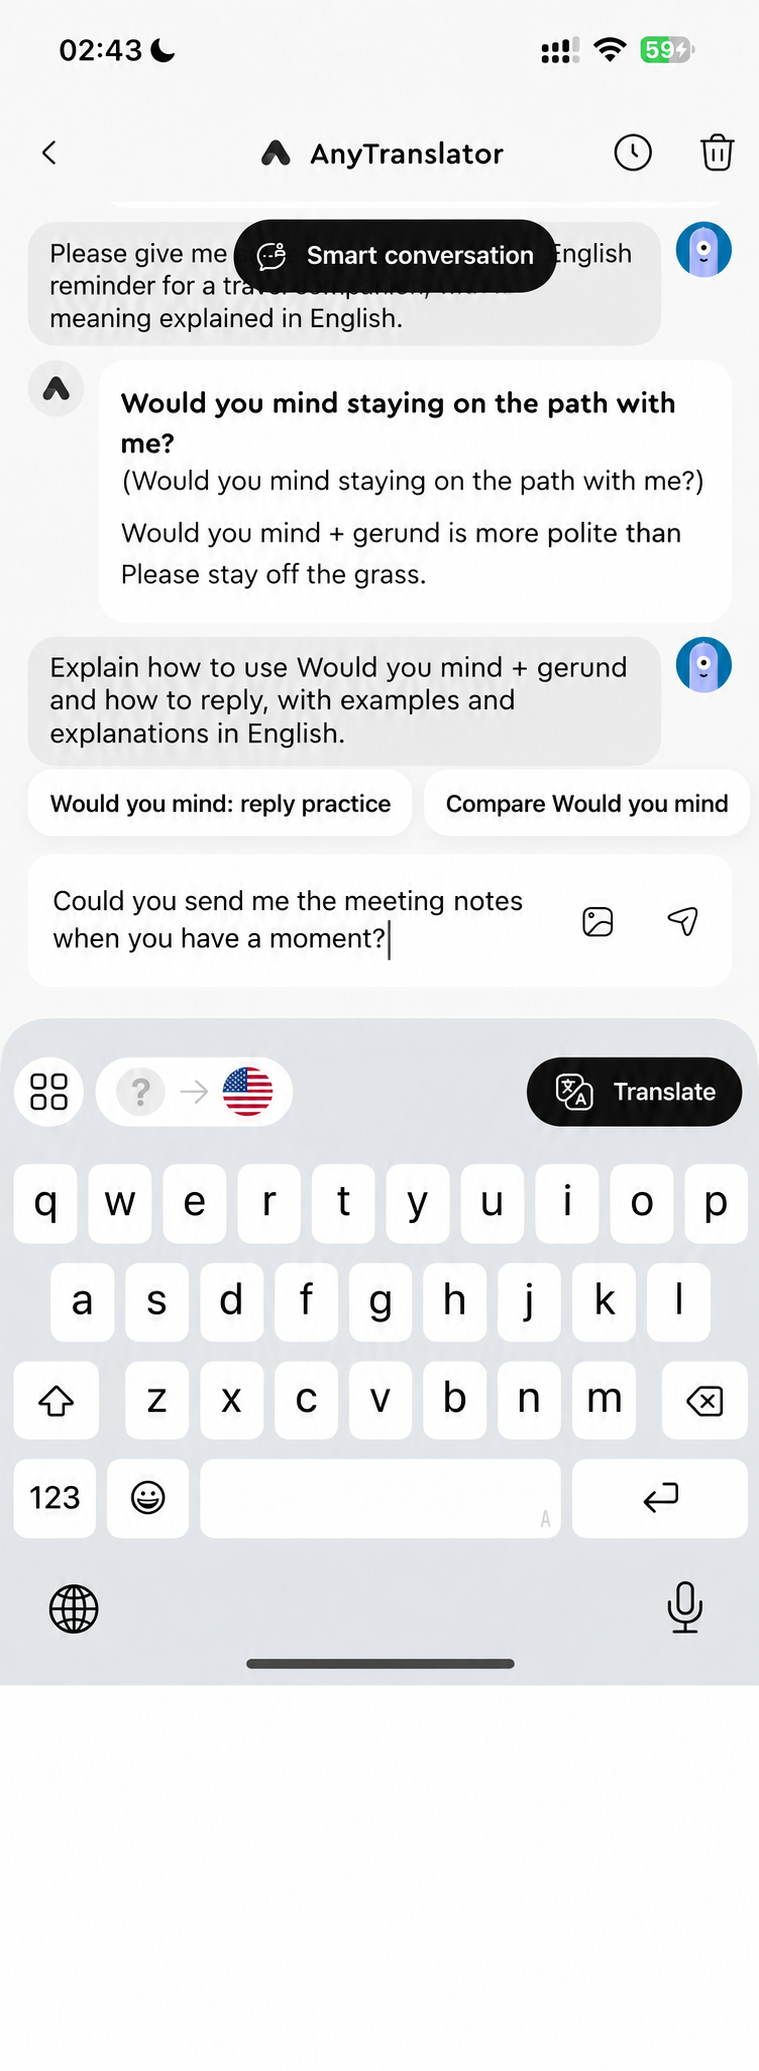 02:43
59
AnyTranslator
Please give me
English
Smart conversation
reminder for a
meaning explained in English.
Would you mind staying on the path with
me?
(Would you mind staying on the path with me?)
Would you mind + gerund is more polite than
Please stay off the grass.
Explain how to use Would you mind + gerund
and how to reply, with examples and
explanations in English.
Would you mind: reply practice
Compare Would you mind
Could you send me the meeting notes
when you have a moment?
? → Translate
q w e r t y u i o p
a s d f g h j k l
z x c v b n m
123
A